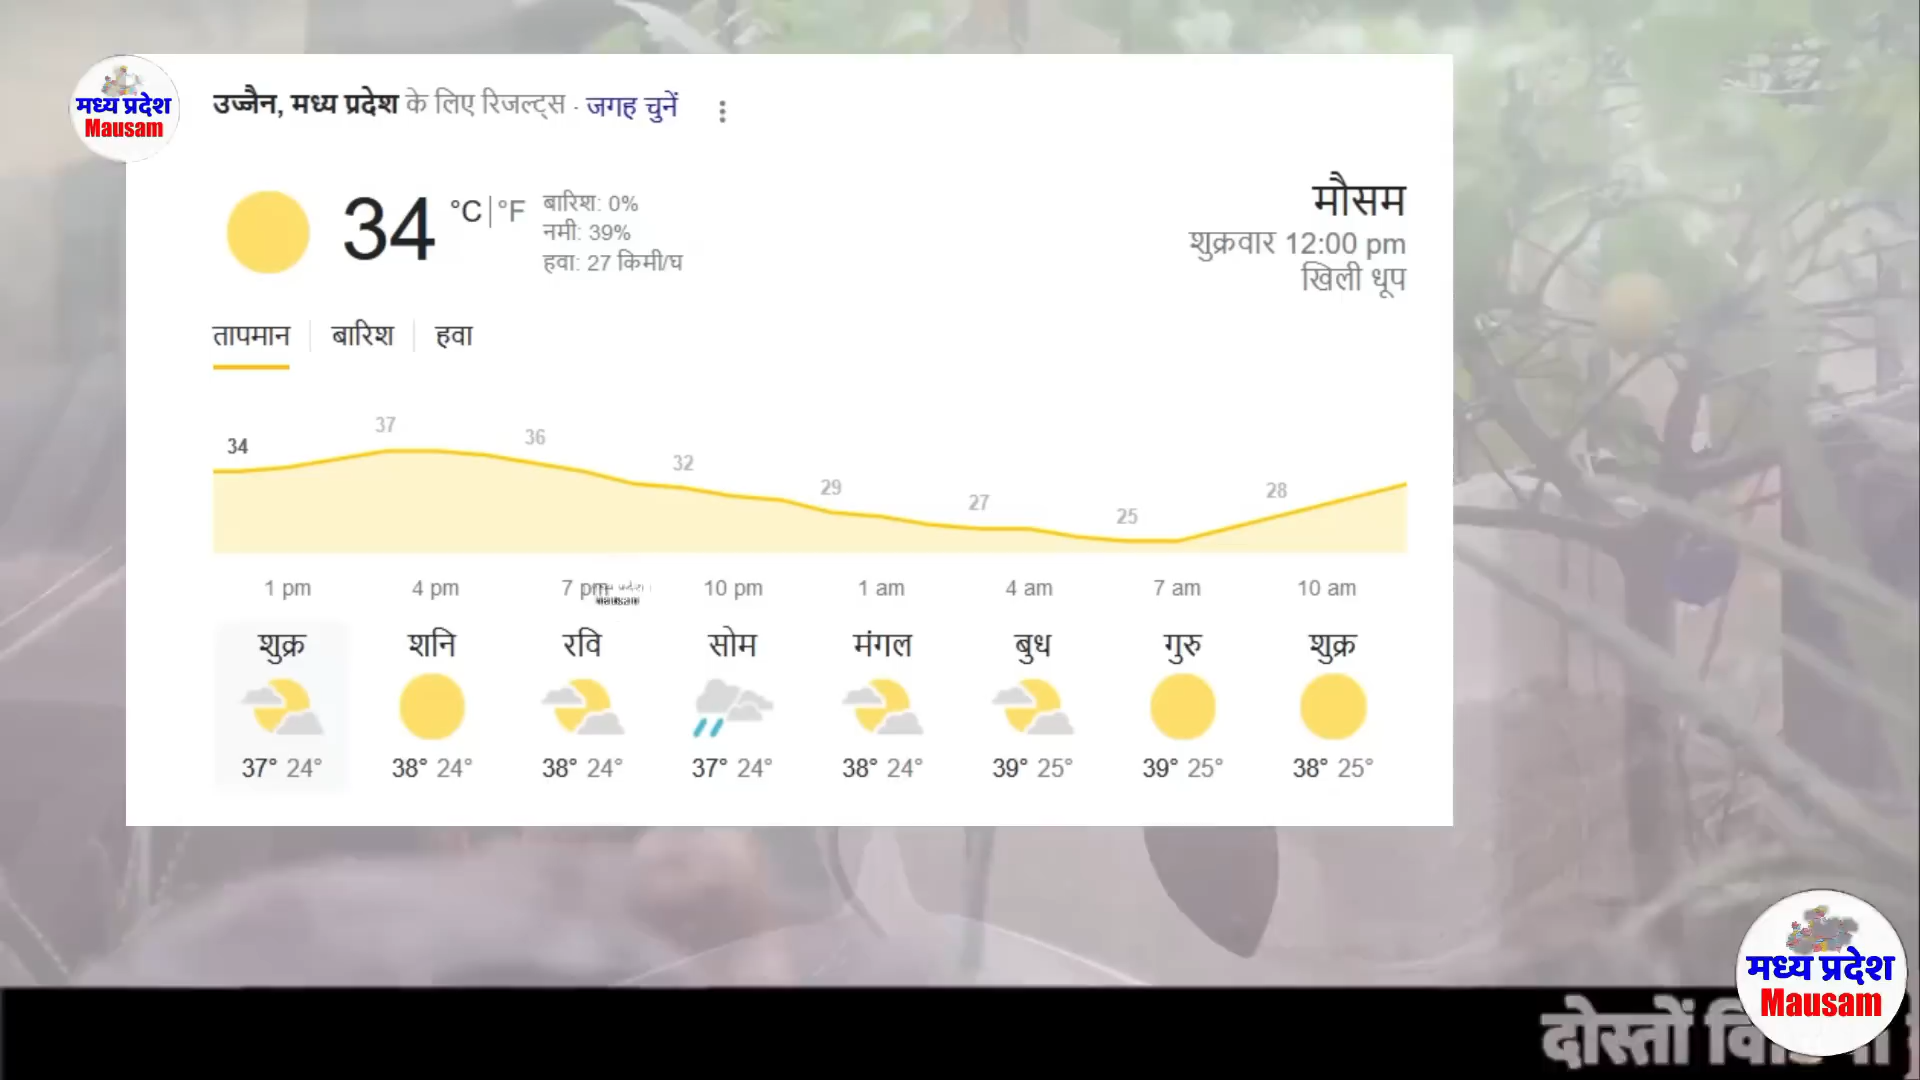 मध्य प्रदेश
Mausam
उज्जैन, मध्य प्रदेश के लिए रिजल्ट्स · जगह चुनें
34 °C | °F
बारिश: 0%
नमी: 39%
हवा: 27 किमी/घ
मौसम
शुक्रवार 12:00 pm
खिली धूप
तापमान बारिश हवा
34 37 36 32 29 27 25 28
1 pm 4 pm 7 pm 10 pm 1 am 4 am 7 am 10 am
शुक्र शनि रवि सोम मंगल बुध गुरु शुक्र
37° 24° 38° 24° 38° 24° 37° 24° 38° 24° 39° 25° 39° 25° 38° 25°
मध्य प्रदेश
Mausam
दोस्तों